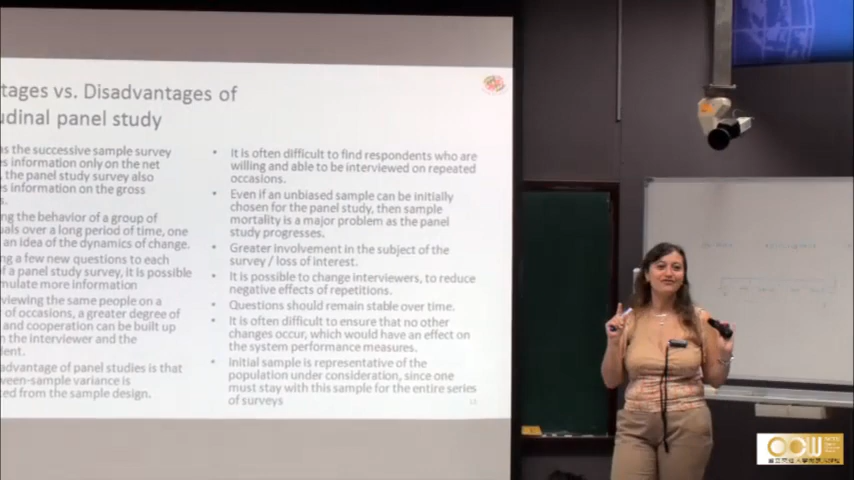 tages vs. Disadvantages of
udinal panel study
as the successive sample survey
es information only on the net
, the panel study survey also
es information on the gross
s.
ng the behavior of a group of
uals over a long period of time, one
an idea of the dynamics of change.
ng a few new questions to each
of a panel study survey, it is possible
mulate more information
viewing the same people on a
r of occasions, a greater degree of
and cooperation can be built up
n the interviewer and the
lent.
advantage of panel studies is that
ween-sample variance is
ted from the sample design.
• It is often difficult to find respondents who are
willing and able to be interviewed on repeated
occasions.
• Even if an unbiased sample can be initially
chosen for the panel study, then sample
mortality is a major problem as the panel
study progresses.
• Greater involvement in the subject of the
survey / loss of interest.
• It is possible to change interviewers, to reduce
negative effects of repetitions.
• Questions should remain stable over time.
• It is often difficult to ensure that no other
changes occur, which would have an effect on
the system performance measures.
• Initial sample is representative of the
population under consideration, since one
must stay with this sample for the entire series
of surveys
OCW